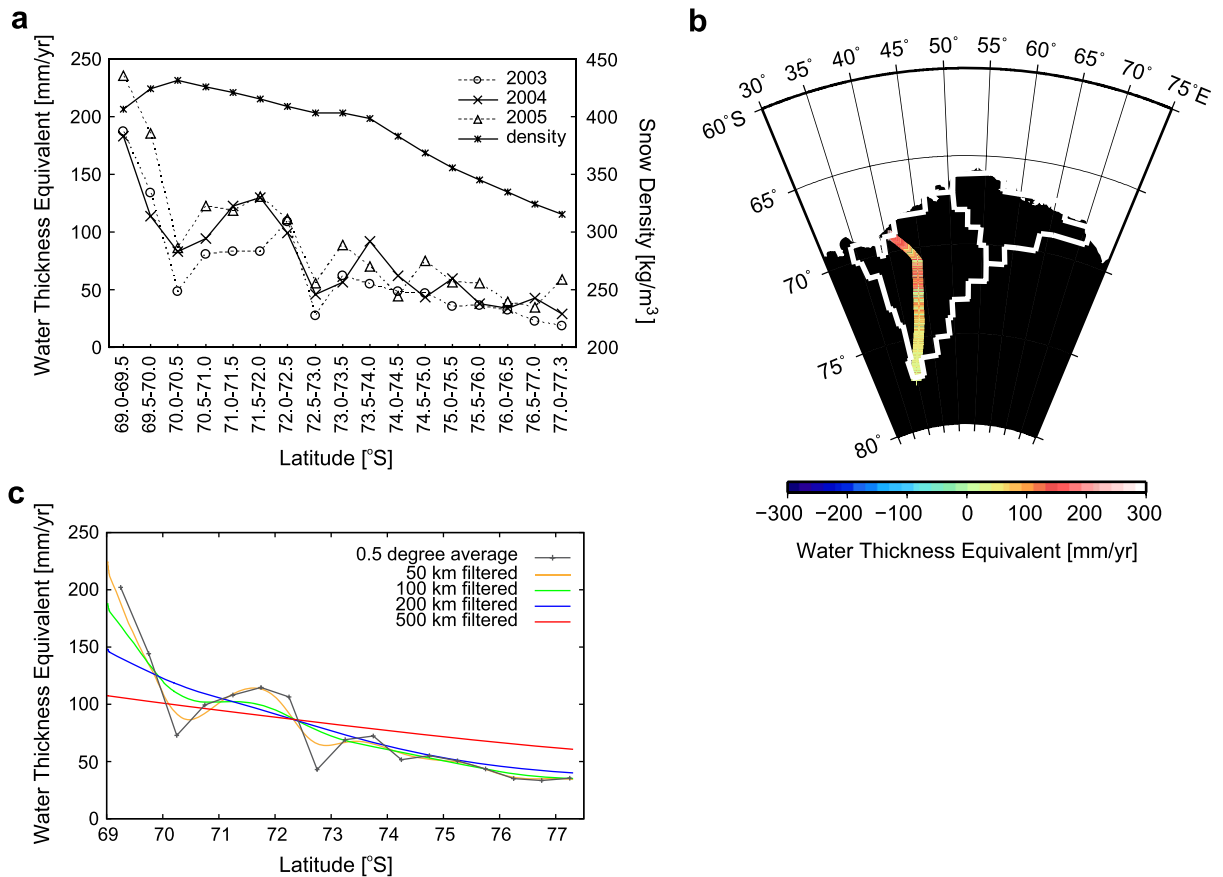 a
Water Thickness Equivalent [mm/yr]
250
200
150
100
50
0
2003
2004
2005
density
450
400
350
300
250
200
Snow Density [kg/m³]
69.0-69.5
69.5-70.0
70.0-70.5
70.5-71.0
71.0-71.5
71.5-72.0
72.0-72.5
72.5-73.0
73.0-73.5
73.5-74.0
74.0-74.5
74.5-75.0
75.0-75.5
75.5-76.0
76.0-76.5
76.5-77.0
77.0-77.3
Latitude [°S]
b
30°
35°
40°
45°
50°
55°
60°
65°
70°
75°E
60°S
65°
70°
75°
80°
−300 −200 −100 0 100 200 300
Water Thickness Equivalent [mm/yr]
c
Water Thickness Equivalent [mm/yr]
250
200
150
100
50
0
0.5 degree average
50 km filtered
100 km filtered
200 km filtered
500 km filtered
69 70 71 72 73 74 75 76 77
Latitude [°S]